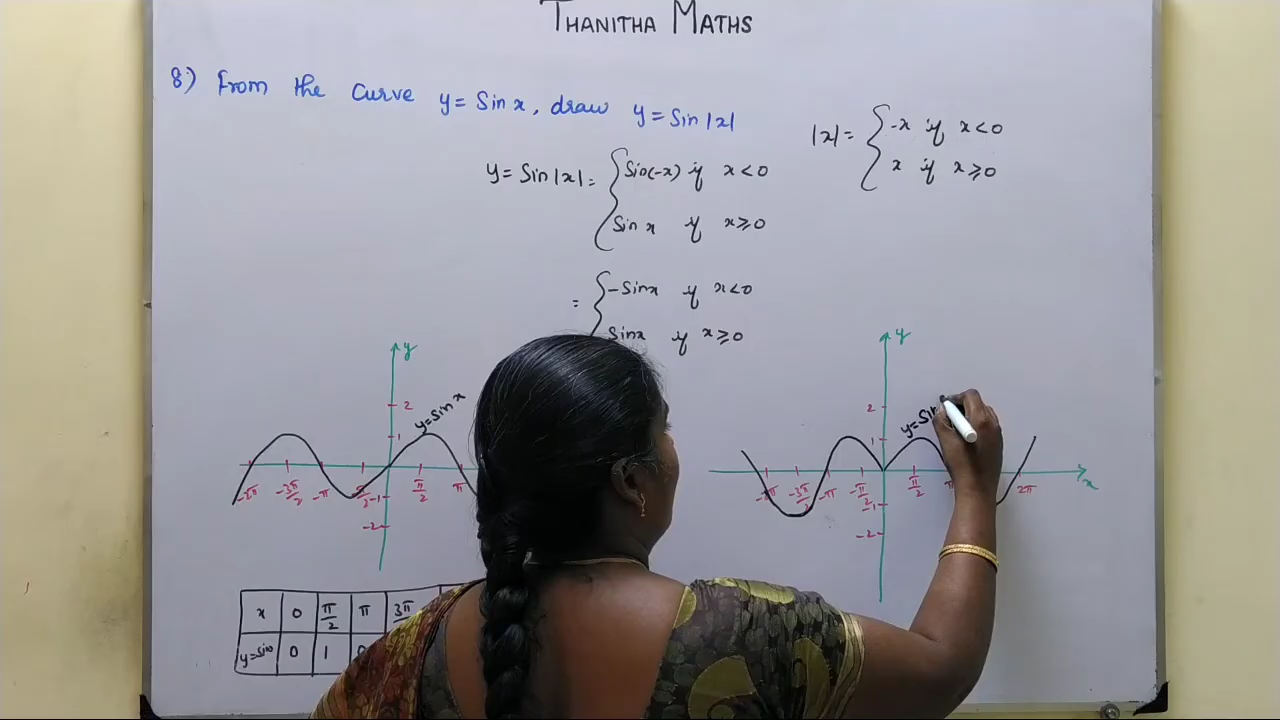 THANITHA MATHS
8) From the curve y = Sin x, draw y = Sin |x|
|x| = { -x if x < 0
x if x ≥ 0
y = Sin |x| = { Sin(-x) if x < 0
Sin x if x ≥ 0
= { -Sin x if x < 0
Sin x if x ≥ 0
y
2
1
y = Sin x
-2π -3π/2 -π -π/2 π/2 π
-1
-2
y
2
1
y = Sin
-2π -3π/2 -π -π/2 π/2 π 2π
x
-1
-2
x 0 π/2 π 3π
y = sin 0 1